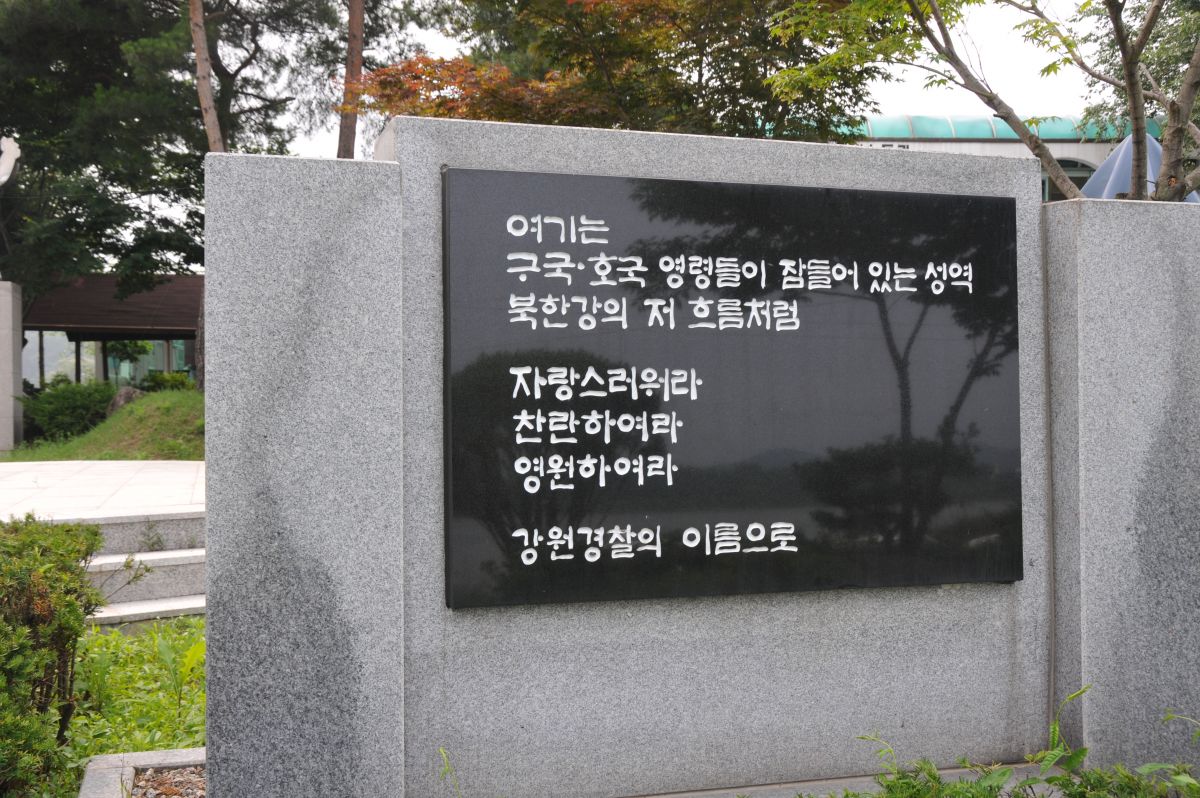 여기는
구국·호국 영령들이 잠들어 있는 성역
북한강의 저 흐름처럼
자랑스러워라
찬란하여라
영원하여라
강원경찰의 이름으로